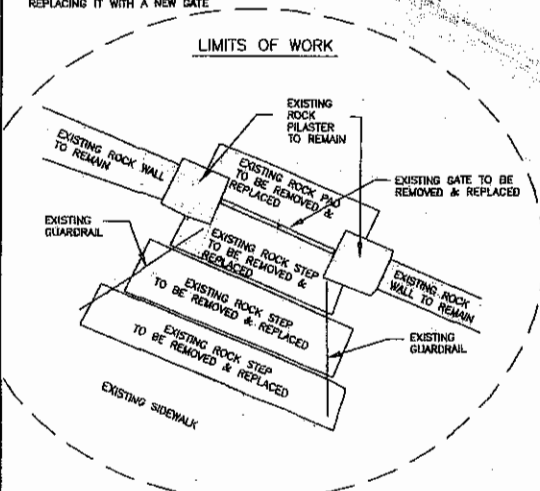 REPLACING IT WITH A NEW GATE
LIMITS OF WORK
EXISTING
ROCK
PILASTER
TO REMAIN
EXISTING ROCK WALL
TO REMAIN
EXISTING ROCK PAD
TO BE REMOVED &
REPLACED
EXISTING GATE TO BE
REMOVED & REPLACED
EXISTING
GUARDRAIL
EXISTING ROCK STEP
TO BE REMOVED &
REPLACED
EXISTING ROCK
WALL TO REMAIN
EXISTING ROCK STEP
TO BE REMOVED & REPLACED
EXISTING
GUARDRAIL
EXISTING ROCK STEP
TO BE REMOVED & REPLACED
EXISTING SIDEWALK